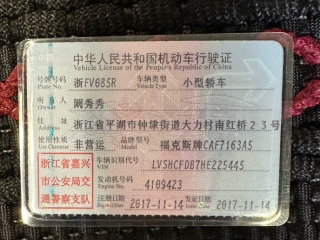 中华人民共和国机动车行驶证
Vehicle License of the People's Republic of China
号牌号码 浙FV685R 车辆类型 小型轿车
Plate No. Vehicle Type
所有人 阙秀秀
Owner
住址 浙江省平湖市钟埭街道大力村南红桥23号
Address
使用性质 非营运 品牌型号 福克斯牌CAF7163A5
Use Character Model
浙江省嘉兴 车辆识别代号 LVSHCFDB7HE225445
VIN
市公安局交 发动机号码 4109423
Engine No.
通警察支队 注册日期 2017-11-14 发证日期 2017-11-14
Register Date Issue Date